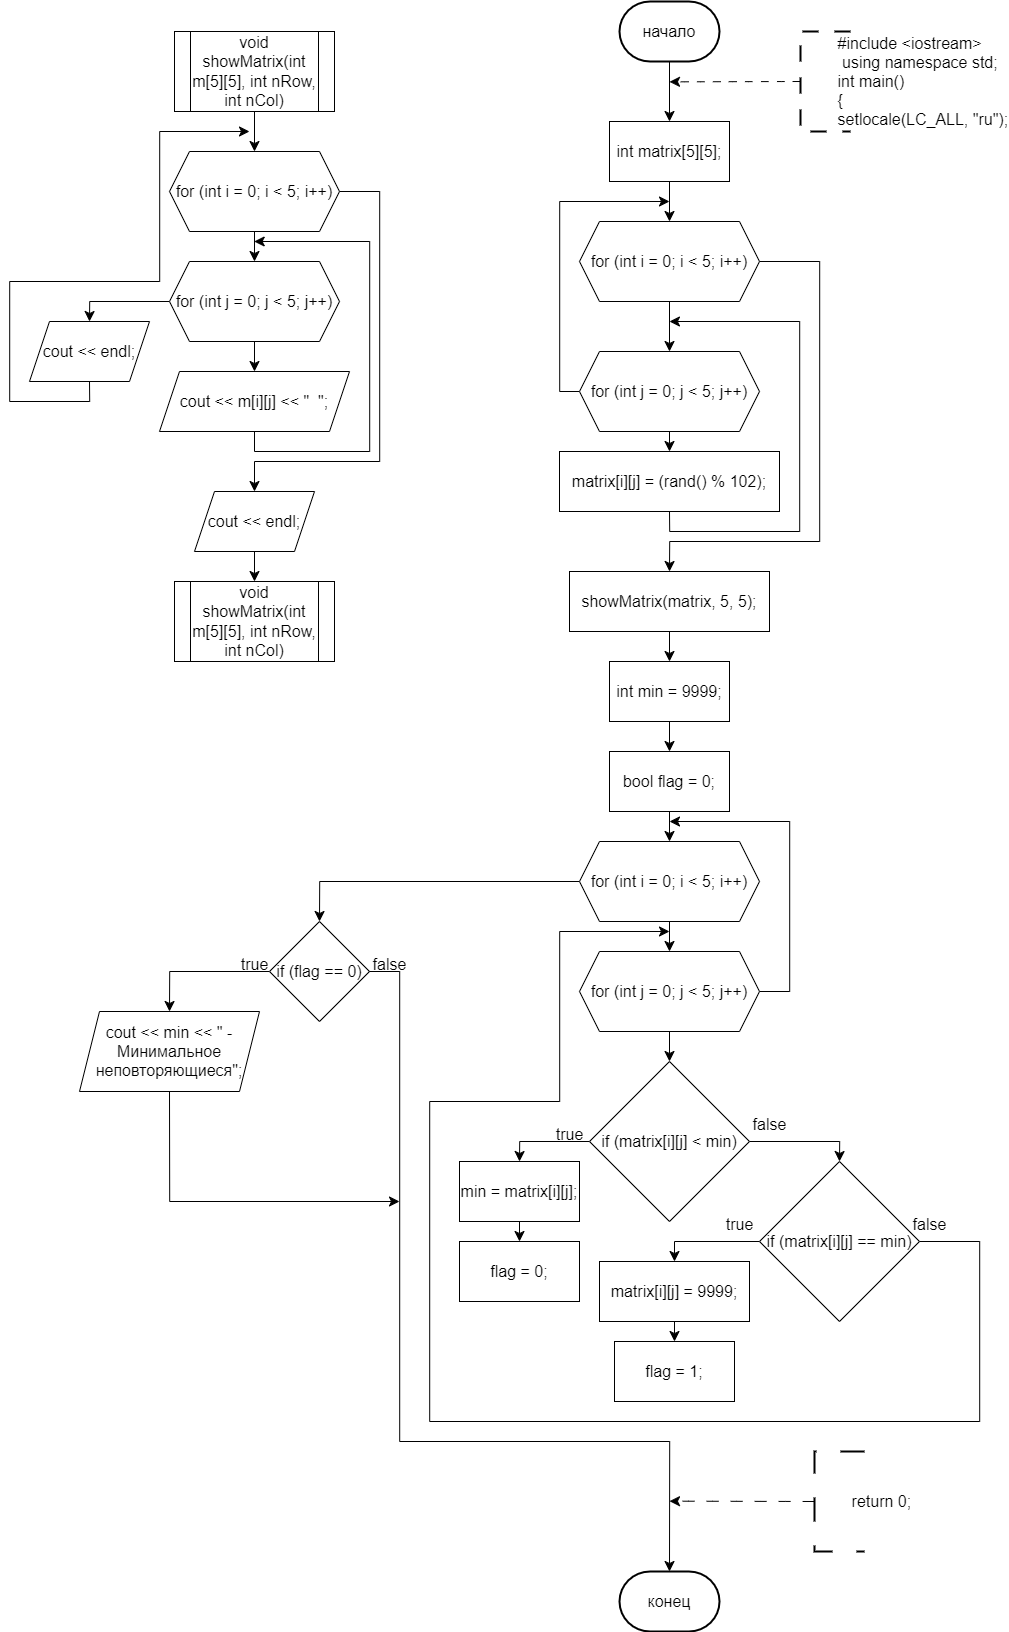 void
showMatrix(int
m[5][5], int nRow,
int nCol)
for (int i = 0; i < 5; i++)
for (int j = 0; j < 5; j++)
cout << endl;
cout << m[i][j] << "  ";
cout << endl;
void
showMatrix(int
m[5][5], int nRow,
int nCol)
начало
#include <iostream>
using namespace std;
int main()
{
setlocale(LC_ALL, "ru");
int matrix[5][5];
for (int i = 0; i < 5; i++)
for (int j = 0; j < 5; j++)
matrix[i][j] = (rand() % 102);
showMatrix(matrix, 5, 5);
int min = 9999;
bool flag = 0;
for (int i = 0; i < 5; i++)
for (int j = 0; j < 5; j++)
true
if (flag == 0)
false
cout << min << " -
Минимальное
неповторяющиеся";
true
if (matrix[i][j] < min)
false
min = matrix[i][j];
flag = 0;
true
if (matrix[i][j] == min)
false
matrix[i][j] = 9999;
flag = 1;
return 0;
конец